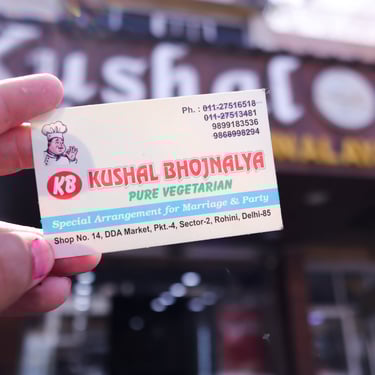 Kushal
Ph. : 011-27516518
011-27513481
9899183536
9868998294
KB KUSHAL BHOJNALYA
PURE VEGETARIAN
Special Arrangement for Marriage & Party
Shop No. 14, DDA Market, Pkt.-4, Sector-2, Rohini, Delhi-85